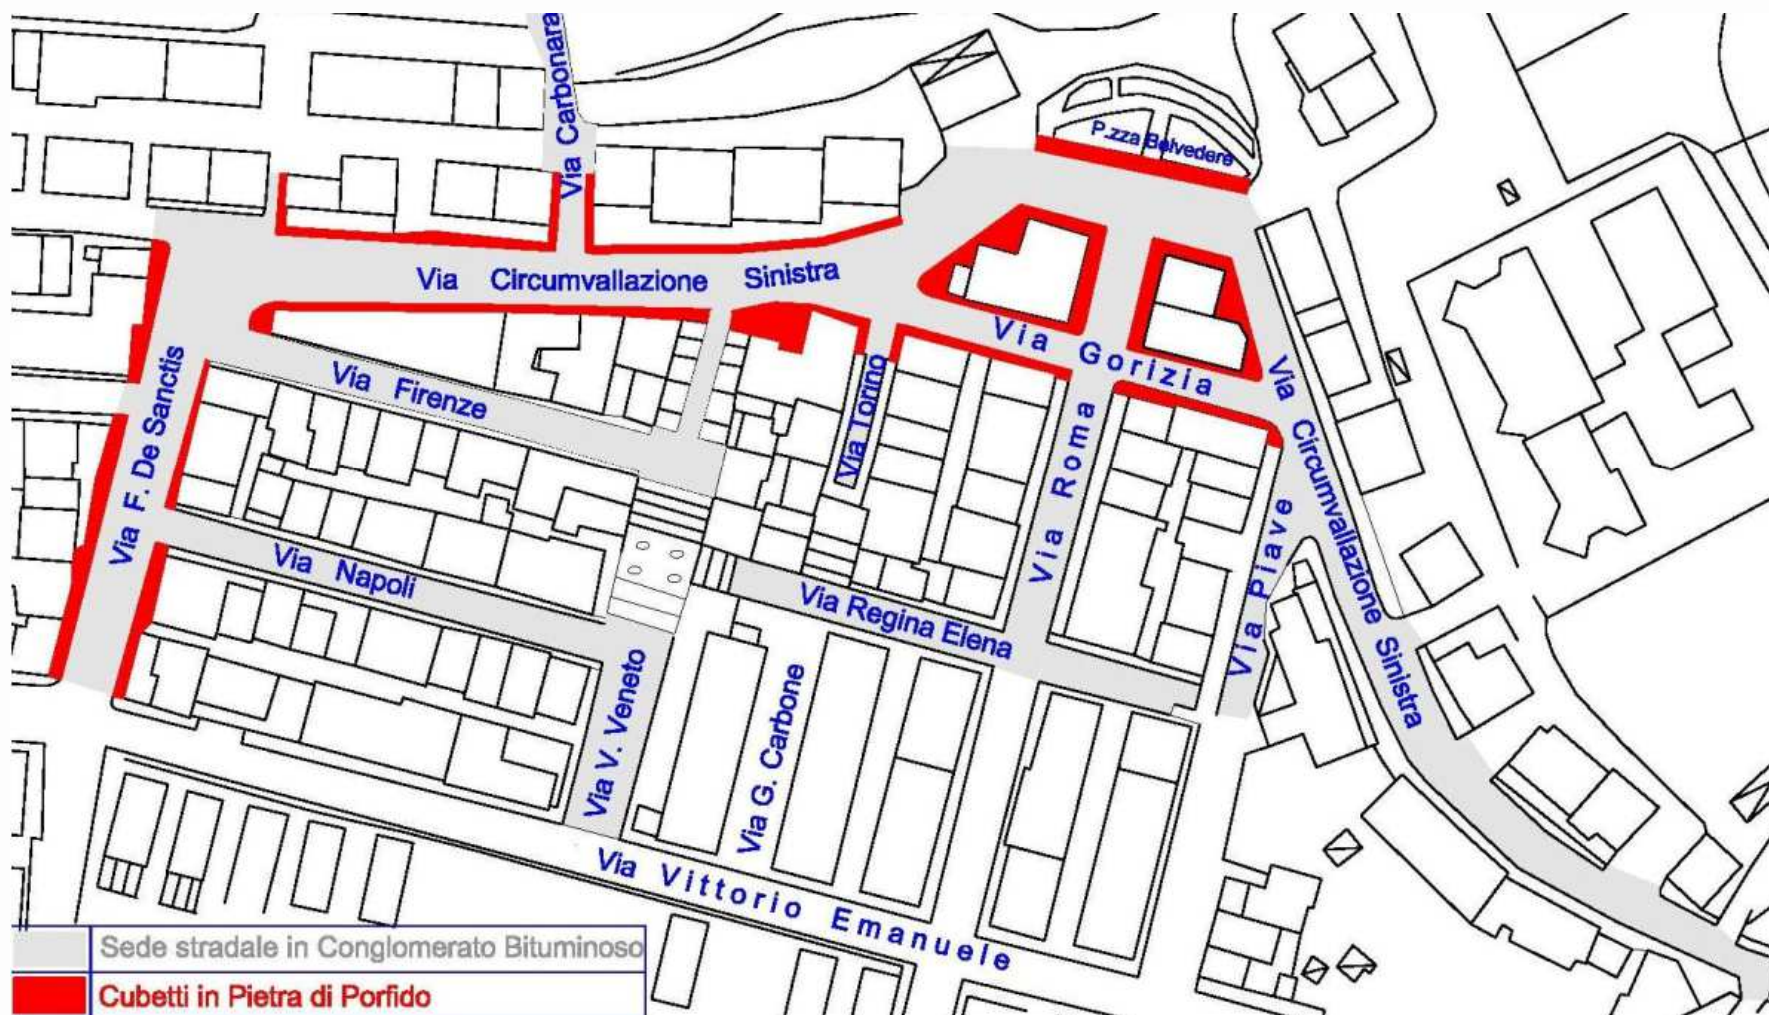 Via Carbonara
P.zza Belvedere
Via Circumvallazione Sinistra
Via Gorizia
Via Firenze
Via F. De Sanctis
Via Torino
Via Roma
Via Circumvallazione Sinistra
Via Piave
Via Napoli
Via Regina Elena
Via V. Veneto
Via G. Carbone
Via Vittorio Emanuele
Sede stradale in Conglomerato Bituminoso
Cubetti in Pietra di Porfido